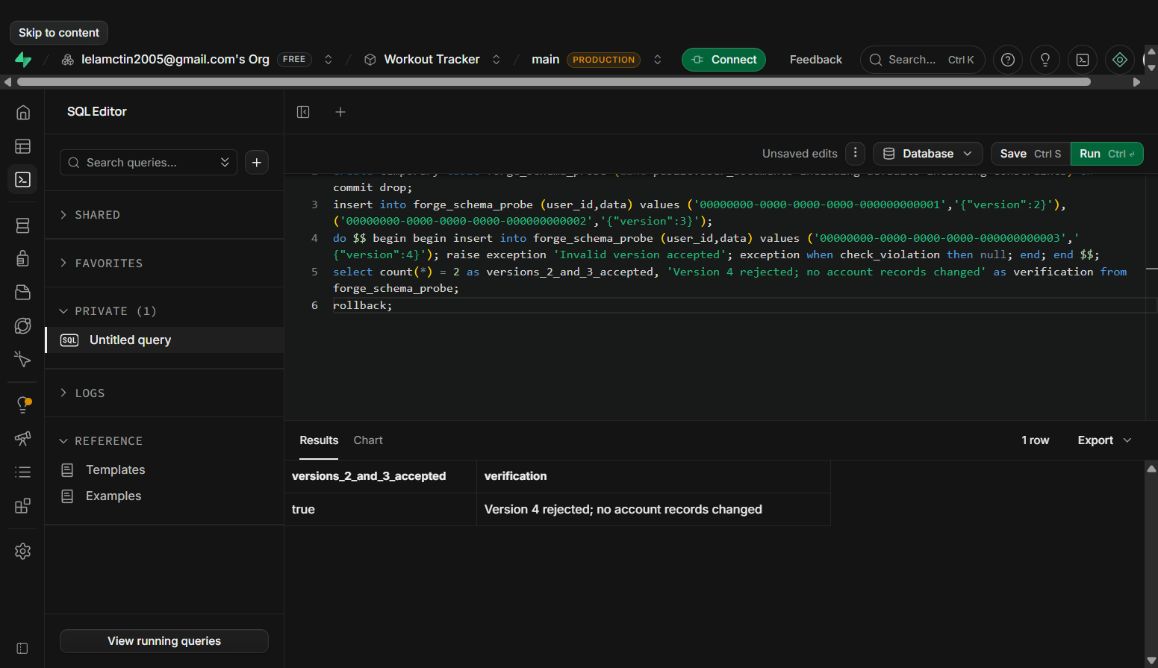 Skip to content
lelamctin2005@gmail.com's Org FREE Workout Tracker main PRODUCTION Connect Feedback Search... Ctrl K
SQL Editor
Search queries...
Unsaved edits Database Save Ctrl S Run Ctrl ↵
SHARED
FAVORITES
PRIVATE (1)
SQL Untitled query
LOGS
REFERENCE
Templates
Examples
View running queries
commit drop;
3 insert into forge_schema_probe (user_id,data) values ('00000000-0000-0000-0000-000000000001','{"version":2}'),
('00000000-0000-0000-0000-000000000002','{"version":3}');
4 do $$ begin begin insert into forge_schema_probe (user_id,data) values ('00000000-0000-0000-0000-000000000003','
{"version":4}'); raise exception 'Invalid version accepted'; exception when check_violation then null; end; end $$;
5 select count(*) = 2 as versions_2_and_3_accepted, 'Version 4 rejected; no account records changed' as verification from
forge_schema_probe;
6 rollback;
Results Chart 1 row Export
versions_2_and_3_accepted verification
true Version 4 rejected; no account records changed